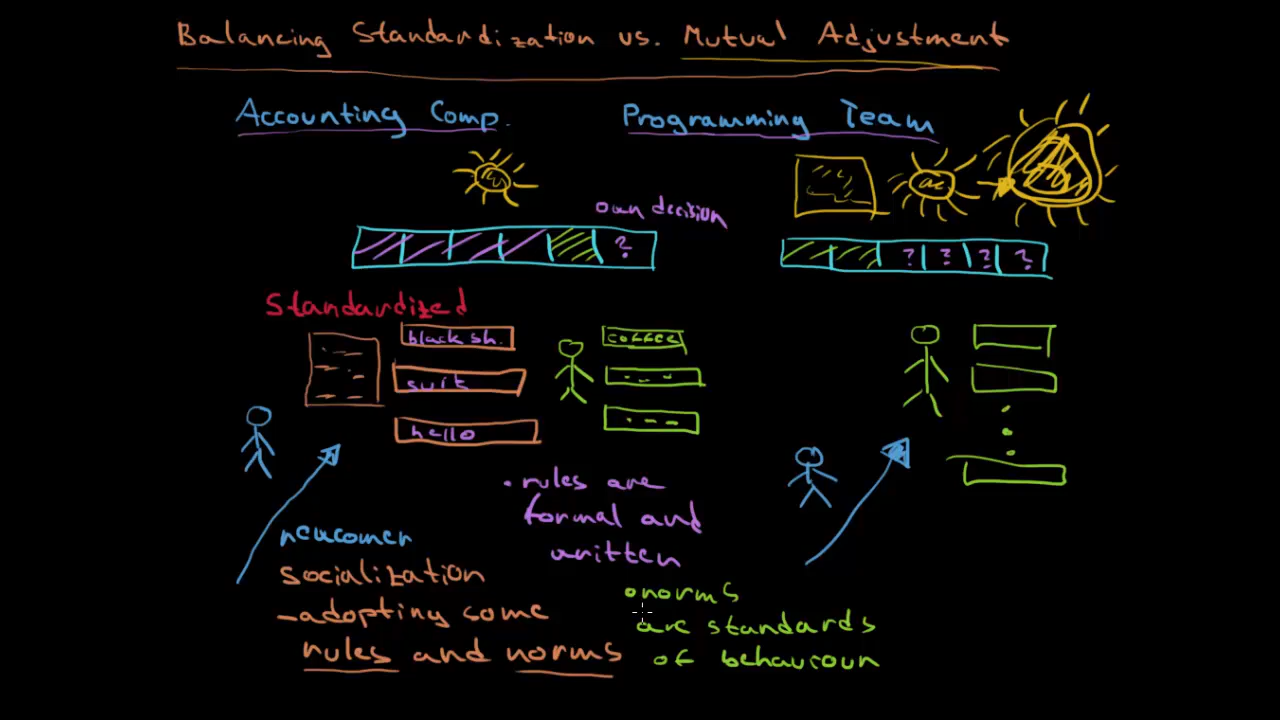 Balancing Standardization vs. Mutual Adjustment
Accounting Comp.
Programming Team
own decision
?
? ? ? ?
Standardized
black sh.
suit
hello
coffee
• rules are
formal and
written
newcomer
socialization
- adopting some
rules and norms
• norms
are standards
of behaviour